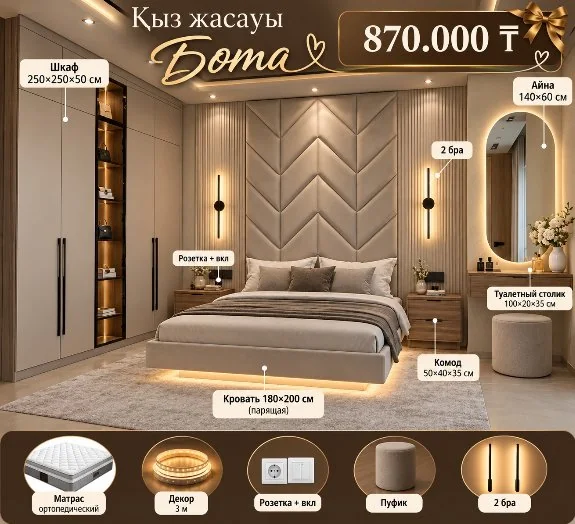 Қыз жасауы
Бота
870.000 ₸
Шкаф
250×250×50 см
Айна
140×60 см
2 бра
Розетка + вкл
Туалетный столик
100×20×35 см
Комод
50×40×35 см
Кровать 180×200 см
(парящая)
Матрас
ортопедический
Декор
3 м
Розетка + вкл
Пуфик
2 бра